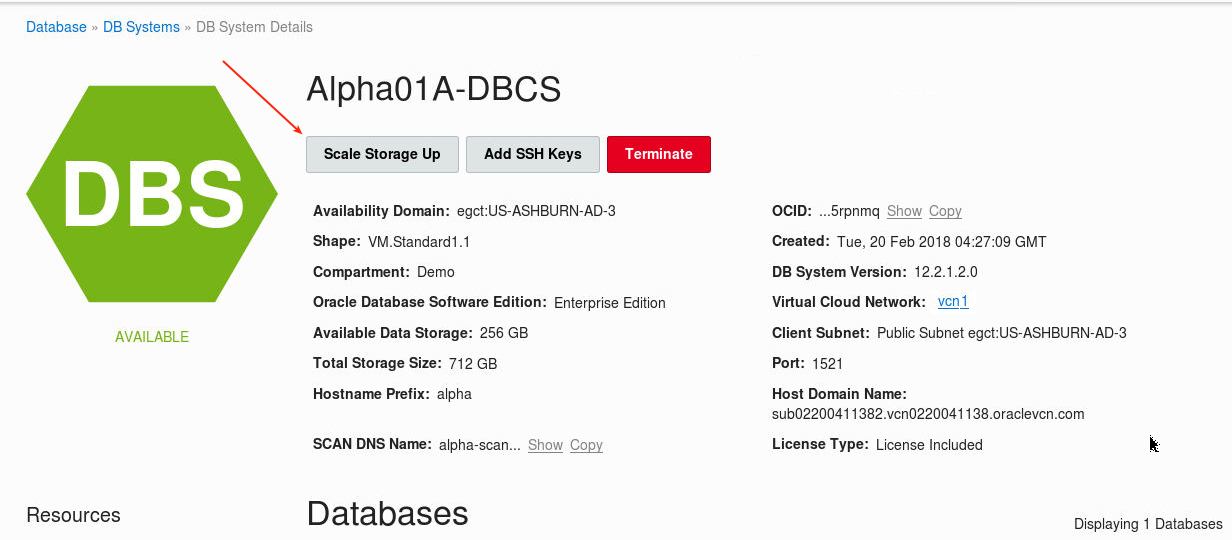 Database » DB Systems » DB System Details
Alpha01A-DBCS
DBS
AVAILABLE
Scale Storage Up Add SSH Keys Terminate
Availability Domain: egct:US-ASHBURN-AD-3
Shape: VM.Standard1.1
Compartment: Demo
Oracle Database Software Edition: Enterprise Edition
Available Data Storage: 256 GB
Total Storage Size: 712 GB
Hostname Prefix: alpha
SCAN DNS Name: alpha-scan... Show Copy
OCID: ...5rpnmq Show Copy
Created: Tue, 20 Feb 2018 04:27:09 GMT
DB System Version: 12.2.1.2.0
Virtual Cloud Network: vcn1
Client Subnet: Public Subnet egct:US-ASHBURN-AD-3
Port: 1521
Host Domain Name:
sub02200411382.vcn0220041138.oraclevcn.com
License Type: License Included
Resources
Databases
Displaying 1 Databases